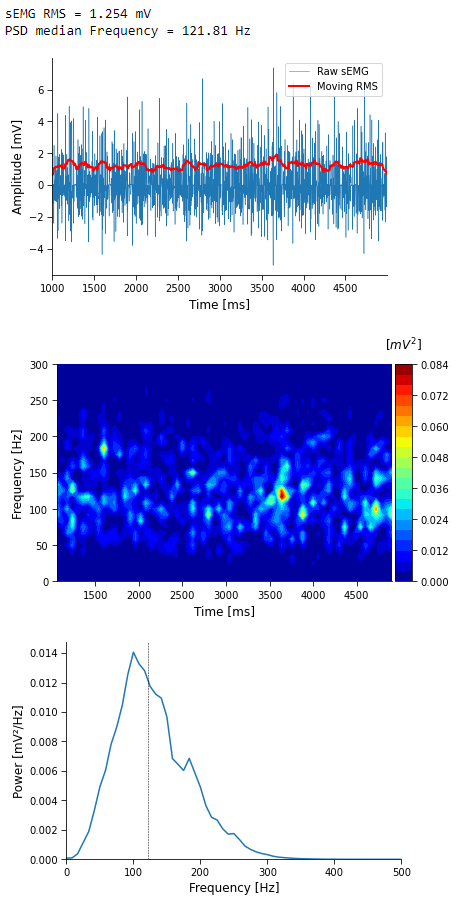 sEMG RMS = 1.254 mV
PSD median Frequency = 121.81 Hz
Raw sEMG
Moving RMS
Amplitude [mV]
6
4
2
0
−2
−4
1000 1500 2000 2500 3000 3500 4000 4500
Time [ms]
[mV²]
Frequency [Hz]
300
250
200
150
100
50
0
0.084
0.072
0.060
0.048
0.036
0.024
0.012
0.000
1500 2000 2500 3000 3500 4000 4500
Time [ms]
Power [mV²/Hz]
0.014
0.012
0.010
0.008
0.006
0.004
0.002
0.000
0 100 200 300 400 500
Frequency [Hz]